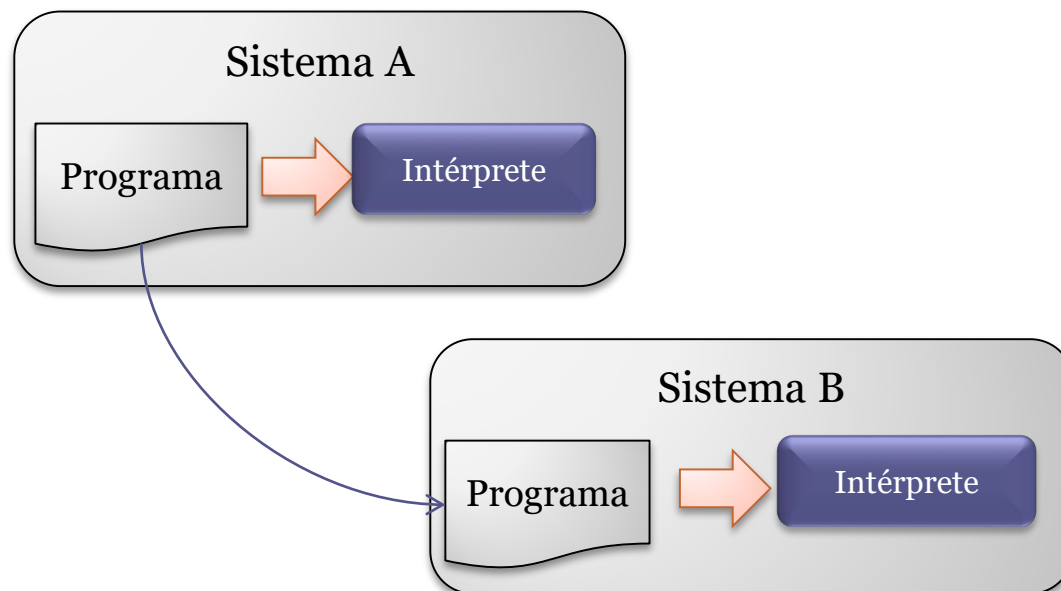 Sistema A
Programa
Intérprete
Sistema B
Programa
Intérprete